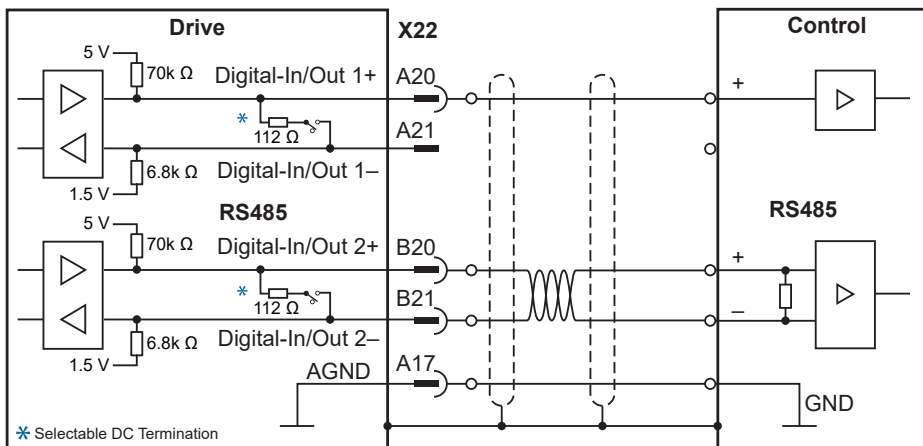 Drive
X22
Control
5 V
70k Ω
Digital-In/Out 1+
A20
+
*
112 Ω
A21
6.8k Ω
Digital-In/Out 1–
1.5 V
5 V
RS485
RS485
70k Ω
Digital-In/Out 2+
B20
+
*
112 Ω
B21
–
6.8k Ω
Digital-In/Out 2–
1.5 V
AGND
A17
GND
* Selectable DC Termination